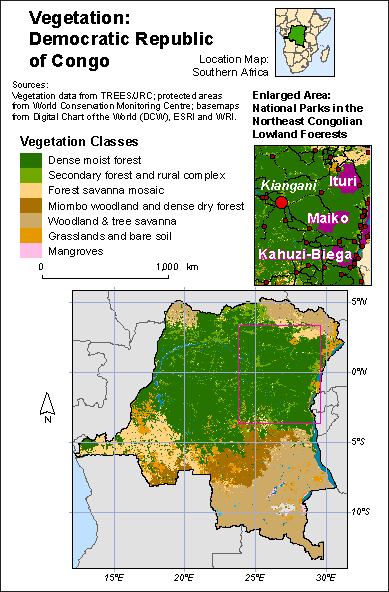 Vegetation:
Democratic Republic
of Congo
Location Map:
Southern Africa
Sources:
Vegetation data from TREES/JRC; protected areas
from World Conservation Monitoring Centre; basemaps
from Digital Chart of the World (DCW), ESRI and WRI.
Enlarged Area:
National Parks in the
Northeast Congolian
Lowland Foerests
Vegetation Classes
Dense moist forest
Secondary forest and rural complex
Forest savanna mosaic
Miombo woodland and dense dry forest
Woodland & tree savanna
Grasslands and bare soil
Mangroves
0 1,000 km
Kiangani
Ituri
Maiko
Kahuzi-Biega
5°N
0°N
5°S
10°S
N
15°E 20°E 25°E 30°E